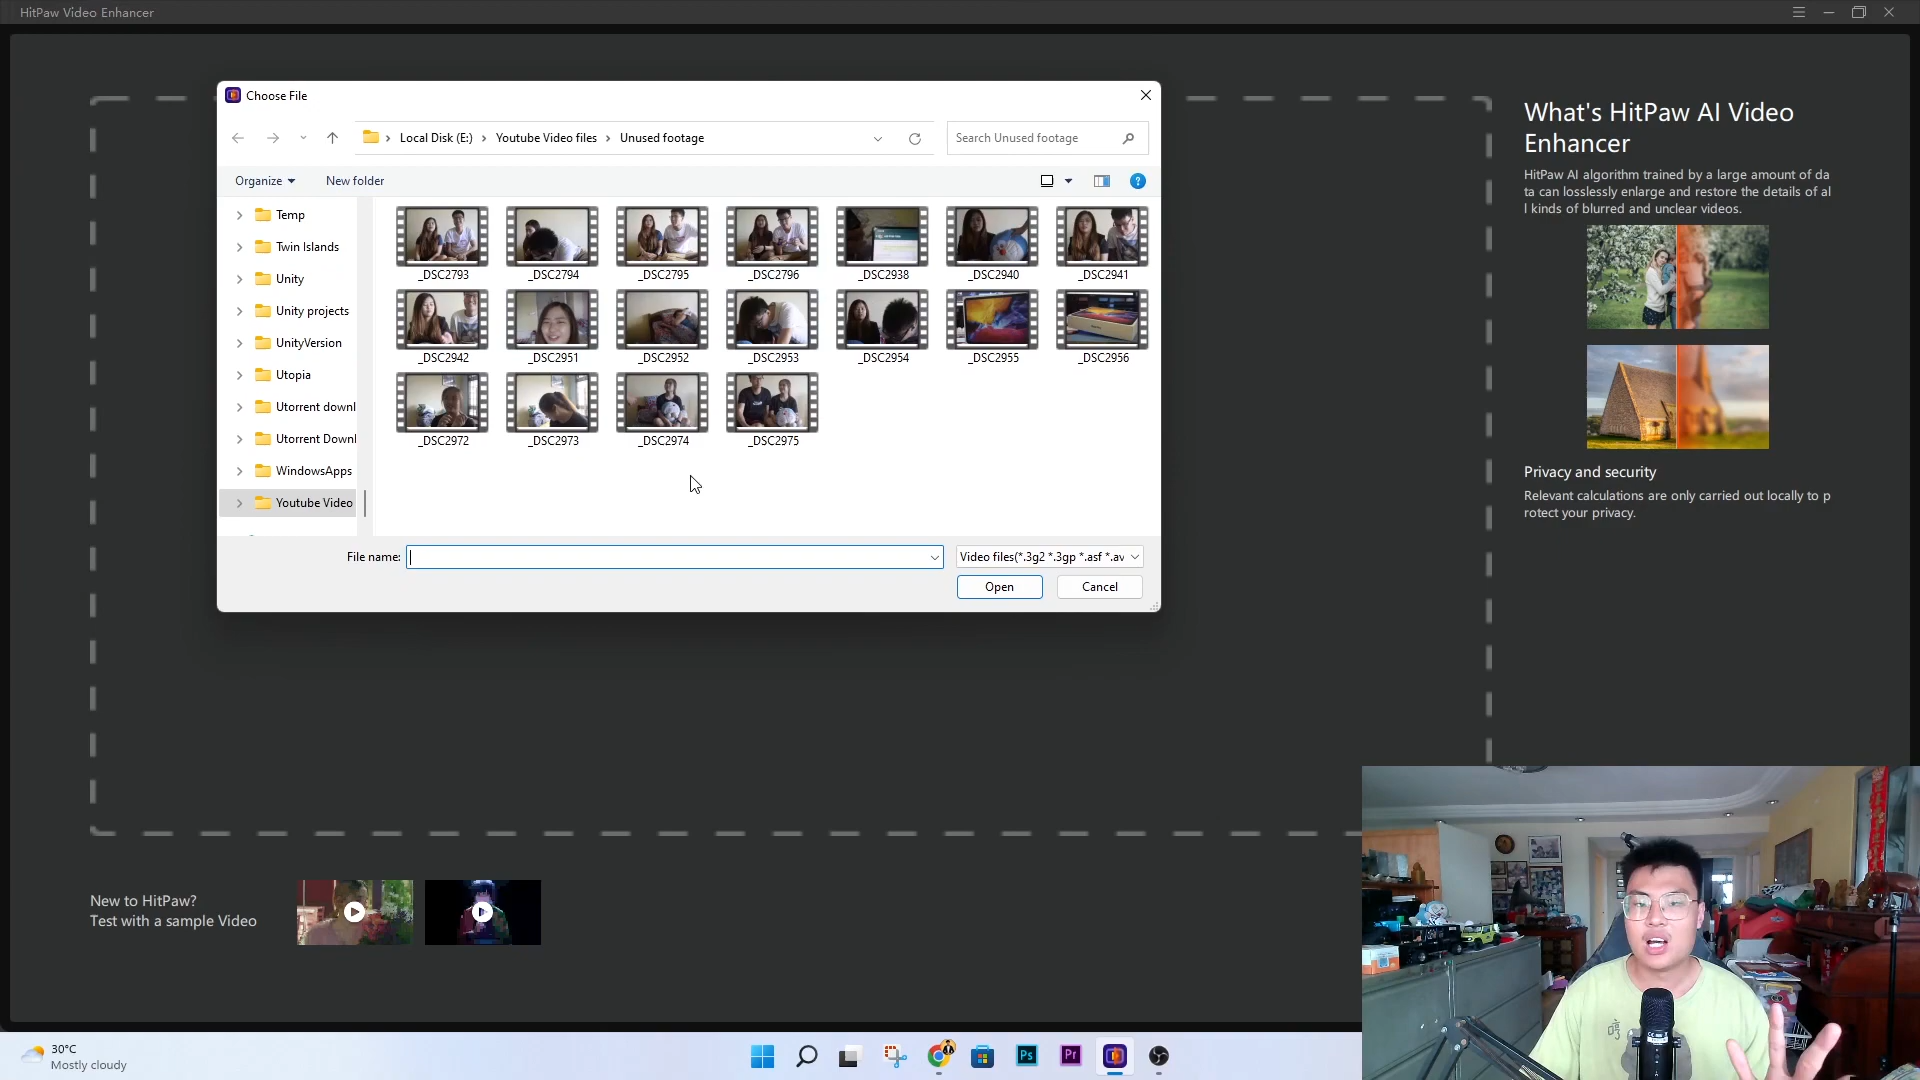 HitPaw Video Enhancer
Choose File
Local Disk (E:) > Youtube Video files > Unused footage
Search Unused footage
Organize
New folder
Temp
Twin Islands
Unity
Unity projects
UnityVersion
Utopia
Utorrent downl
Utorrent Downl
WindowsApps
Youtube Video
_DSC2793
_DSC2794
_DSC2795
_DSC2796
_DSC2938
_DSC2940
_DSC2941
_DSC2942
_DSC2951
_DSC2952
_DSC2953
_DSC2954
_DSC2955
_DSC2956
_DSC2972
_DSC2973
_DSC2974
_DSC2975
File name:
Video files(*.3g2 *.3gp *.asf *.av
Open
Cancel
What's HitPaw AI Video
Enhancer
HitPaw AI algorithm trained by a large amount of da
ta can losslessly enlarge and restore the details of al
l kinds of blurred and unclear videos.
Privacy and security
Relevant calculations are only carried out locally to p
rotect your privacy.
New to HitPaw?
Test with a sample Video
30°C
Mostly cloudy
Ps
Pr